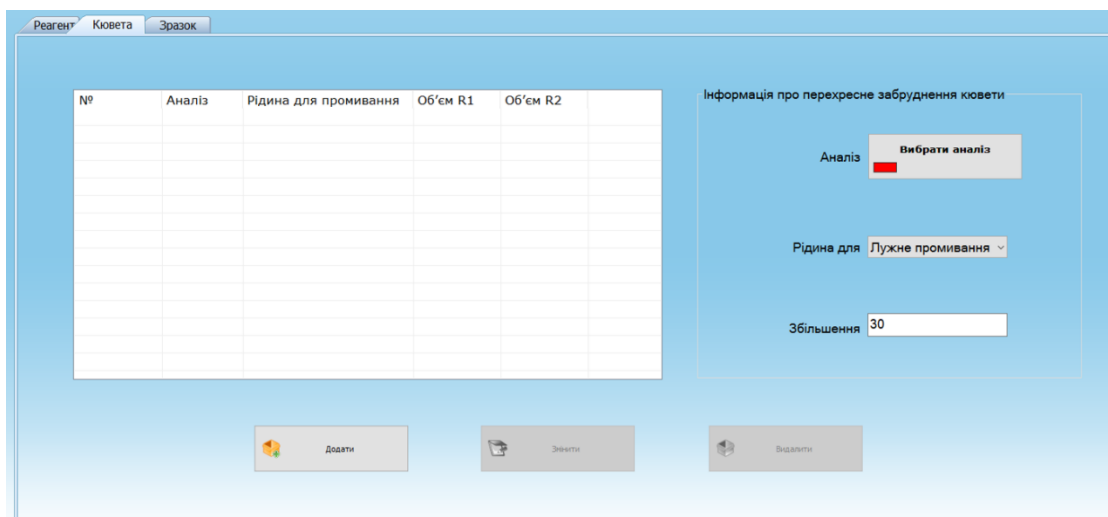 Реагент Кювета Зразок
№ Аналіз Рідина для промивання Об'єм R1 Об'єм R2
Інформація про перехресне забруднення кювети
Аналіз Вибрати аналіз
Рідина для Лужне промивання
Збільшення 30
Додати Змінити Видалити